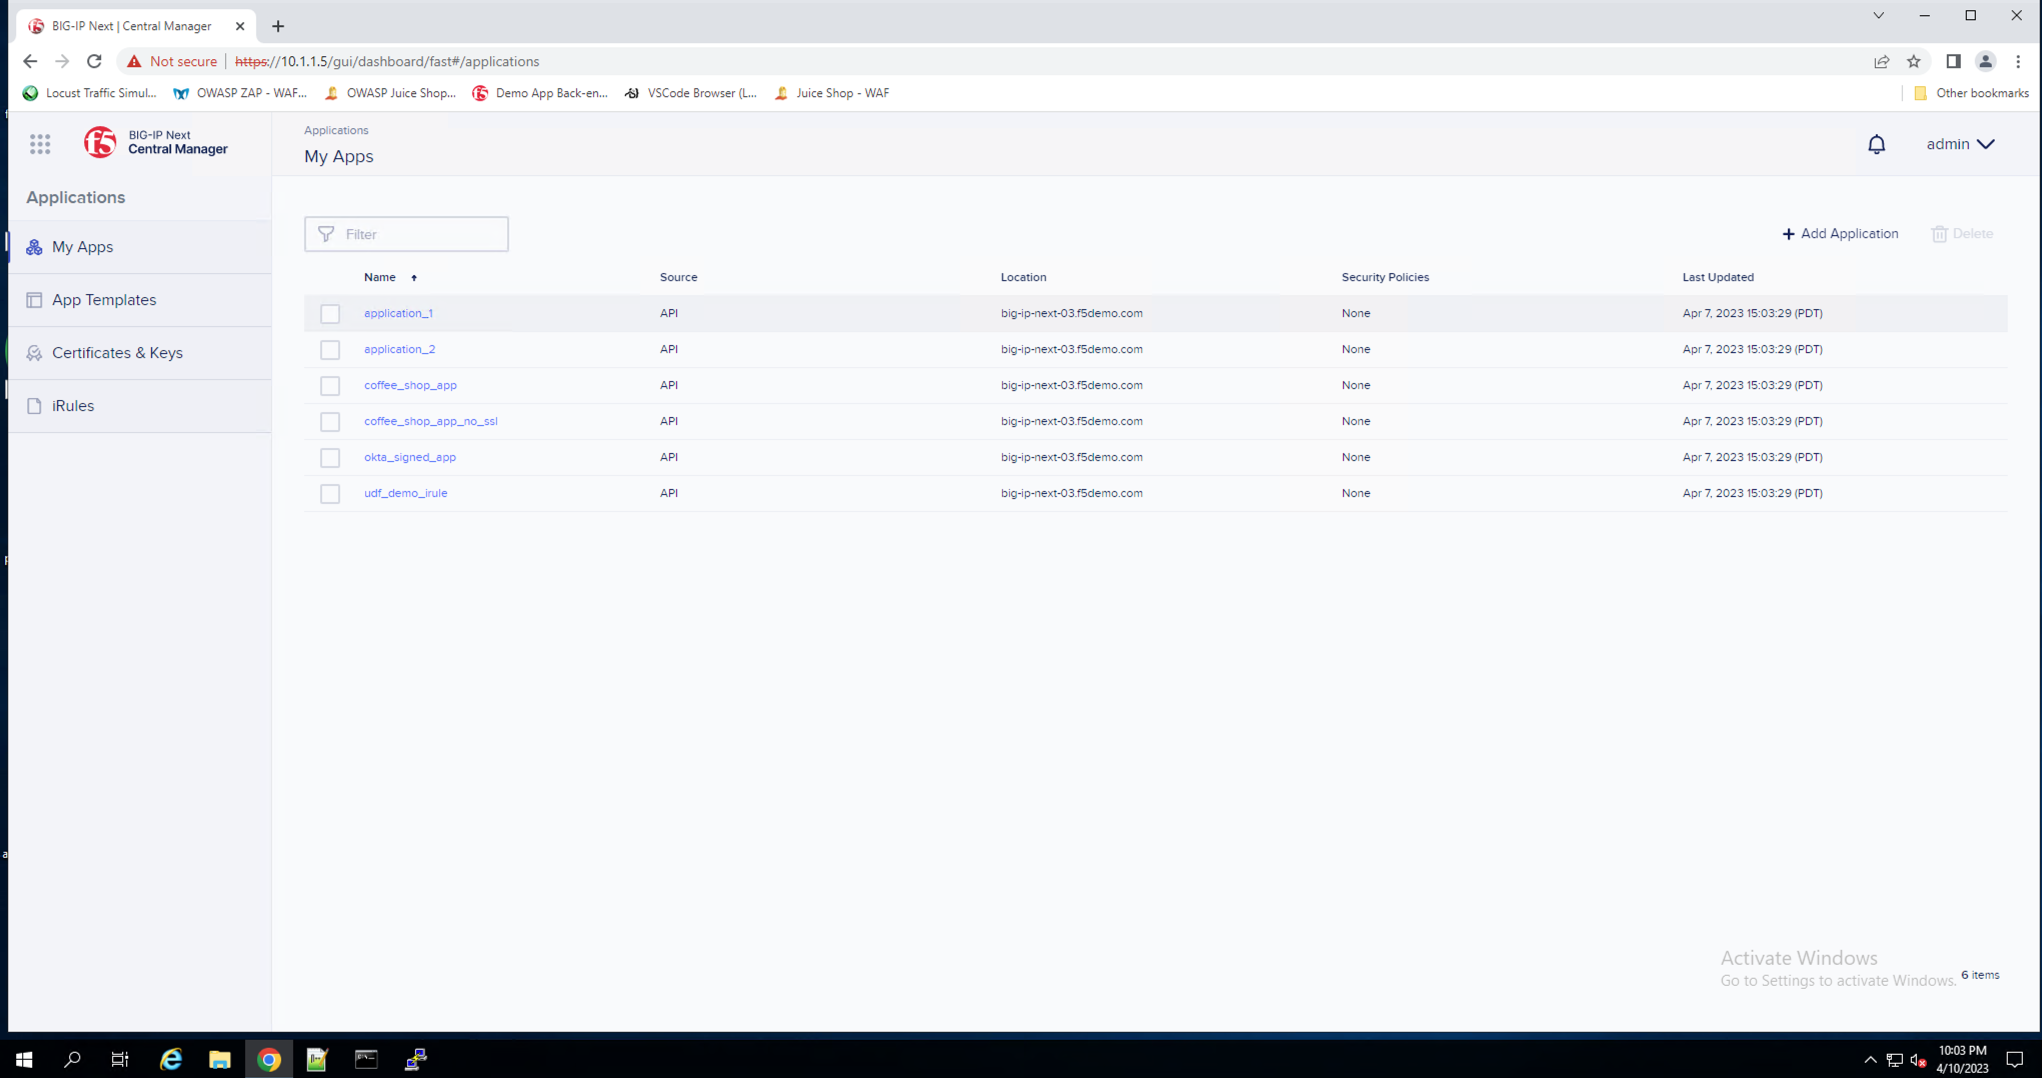 BIG-IP Next | Central Manager
Not secure | https://10.1.1.5/gui/dashboard/fast#/applications
Locust Traffic Simul... OWASP ZAP - WAF... OWASP Juice Shop... Demo App Back-en... VSCode Browser (L... Juice Shop - WAF Other bookmarks
f5 BIG-IP Next
Central Manager
Applications
My Apps
admin
Applications
My Apps
App Templates
Certificates & Keys
iRules
Filter
Add Application Delete
Name Source Location Security Policies Last Updated
application_1 API big-ip-next-03.f5demo.com None Apr 7, 2023 15:03:29 (PDT)
application_2 API big-ip-next-03.f5demo.com None Apr 7, 2023 15:03:29 (PDT)
coffee_shop_app API big-ip-next-03.f5demo.com None Apr 7, 2023 15:03:29 (PDT)
coffee_shop_app_no_ssl API big-ip-next-03.f5demo.com None Apr 7, 2023 15:03:29 (PDT)
okta_signed_app API big-ip-next-03.f5demo.com None Apr 7, 2023 15:03:29 (PDT)
udf_demo_irule API big-ip-next-03.f5demo.com None Apr 7, 2023 15:03:29 (PDT)
Activate Windows
Go to Settings to activate Windows.
6 items
10:03 PM
4/10/2023